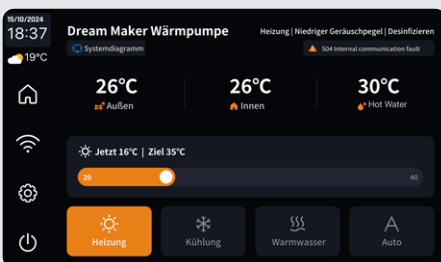 15/10/2024
18:37
19°C
Dream Maker Wärmpumpe
Heizung | Niedriger Geräuschpegel | Desinfizieren
Systemdiagramm
S04 Internal communication fault
26°C
Außen
26°C
Innen
30°C
Hot Water
Jetzt 16°C | Ziel 35°C
20
40
Heizung
Kühlung
Warmwasser
A
Auto